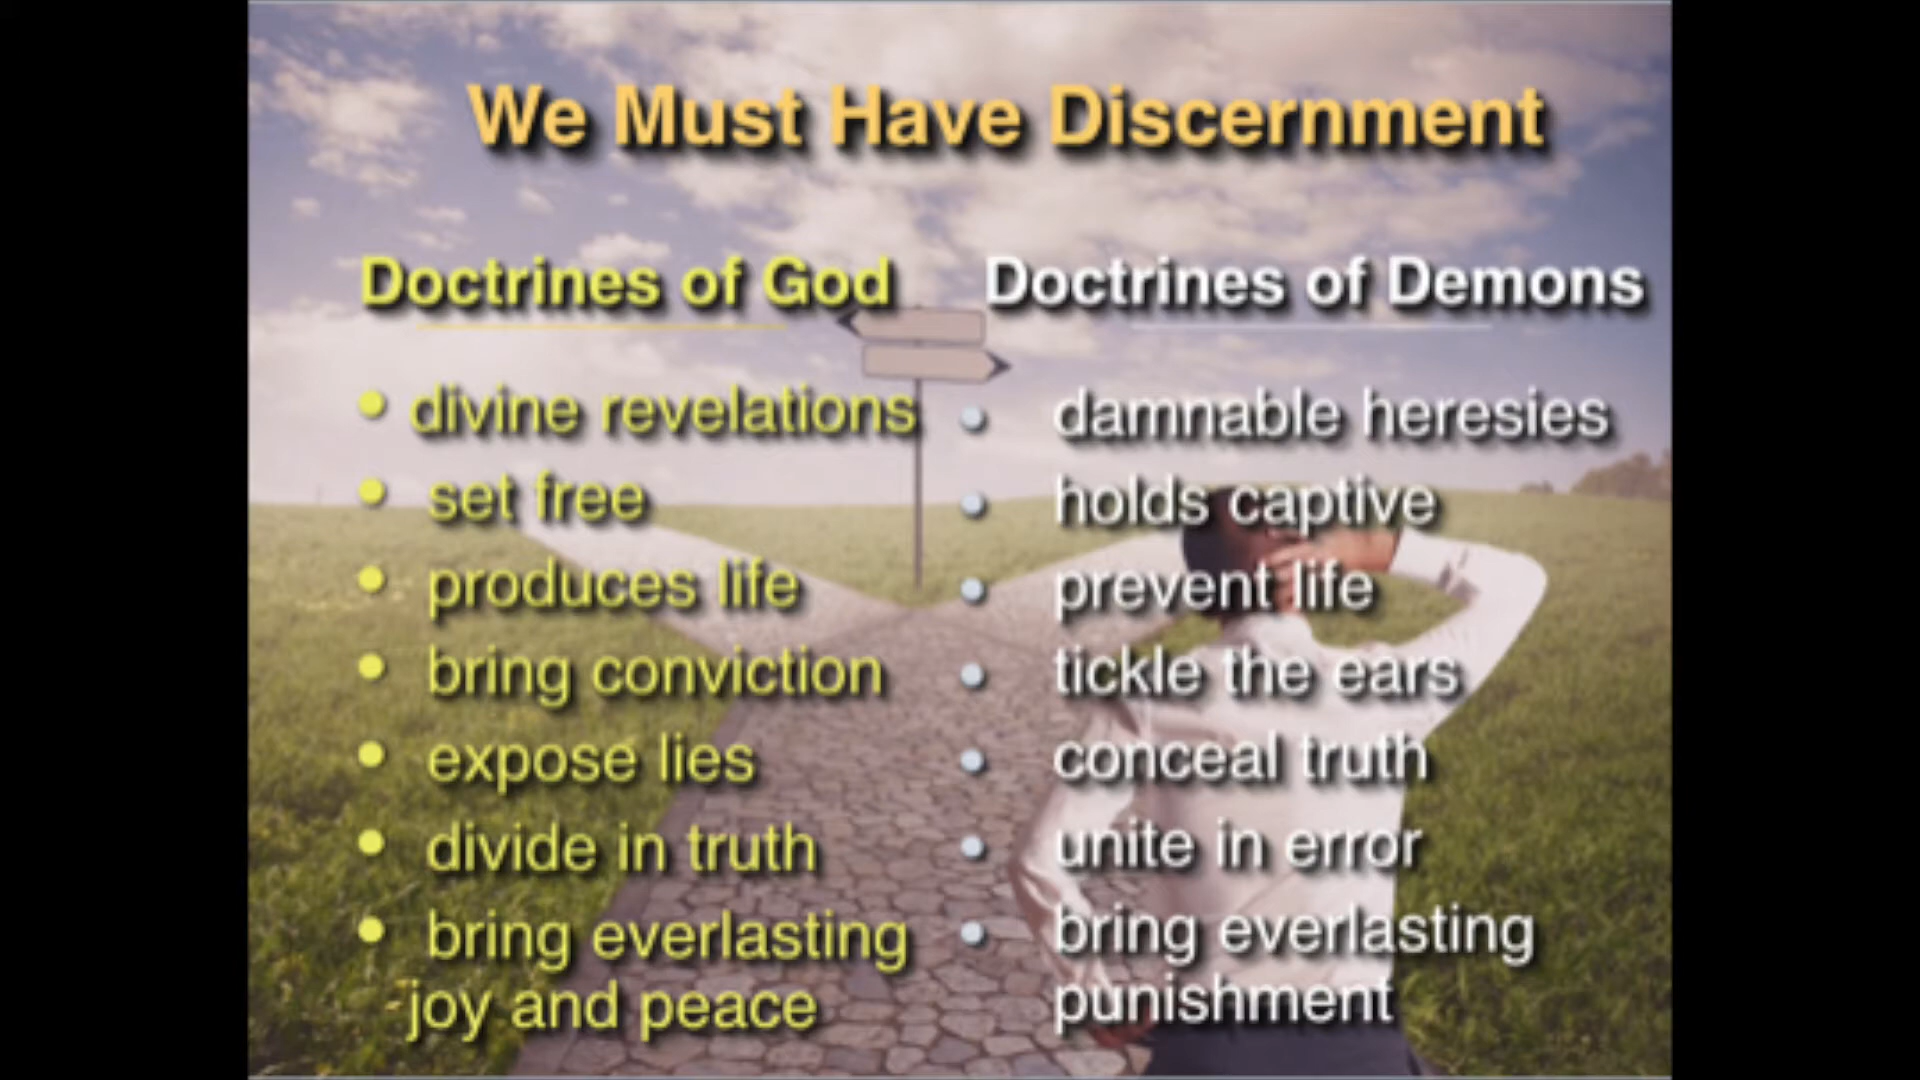 We Must Have Discernment
Doctrines of God
• divine revelations
• set free
• produces life
• bring conviction
• expose lies
• divide in truth
• bring everlasting
joy and peace
Doctrines of Demons
• damnable heresies
• holds captive
• prevent life
• tickle the ears
• conceal truth
• unite in error
• bring everlasting
punishment